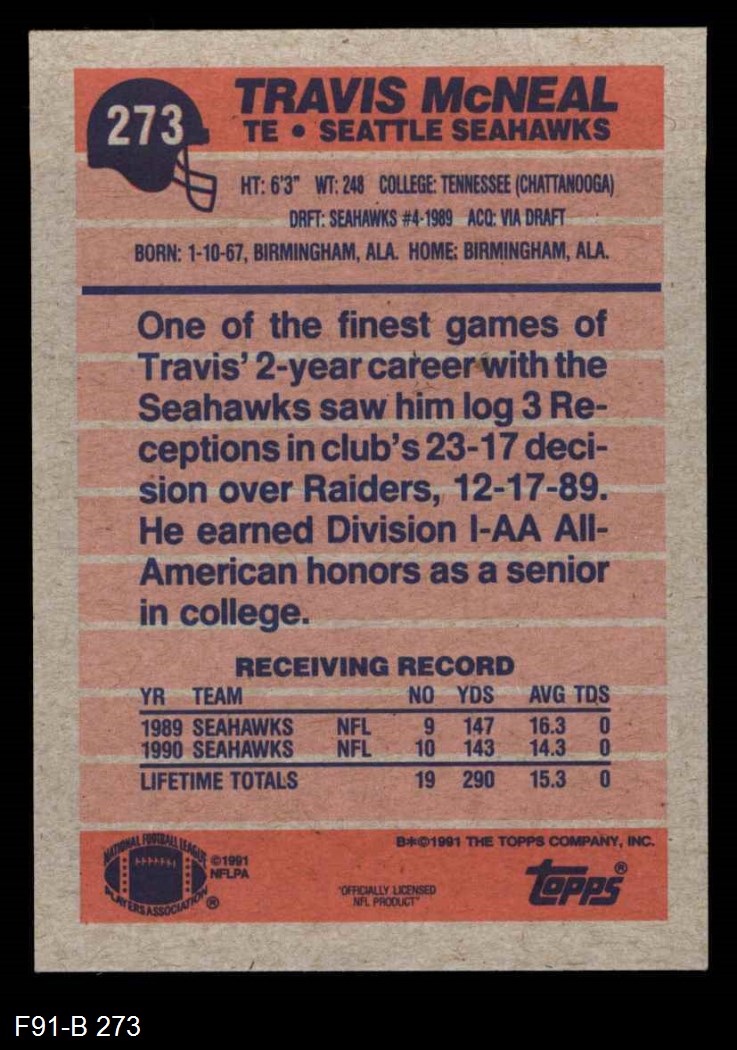 273
TRAVIS McNEAL
TE • SEATTLE SEAHAWKS
HT: 6'3" WT: 248 COLLEGE: TENNESSEE (CHATTANOOGA)
DRFT: SEAHAWKS #4-1989 ACQ: VIA DRAFT
BORN: 1-10-67, BIRMINGHAM, ALA. HOME: BIRMINGHAM, ALA.
One of the finest games of
Travis' 2-year career with the
Seahawks saw him log 3 Re-
ceptions in club's 23-17 deci-
sion over Raiders, 12-17-89.
He earned Division I-AA All-
American honors as a senior
in college.
RECEIVING RECORD
YR TEAM NO YDS AVG TDS
1989 SEAHAWKS NFL 9 147 16.3 0
1990 SEAHAWKS NFL 10 143 14.3 0
LIFETIME TOTALS 19 290 15.3 0
B*©1991 THE TOPPS COMPANY, INC.
NATIONAL FOOTBALL LEAGUE
PLAYERS ASSOCIATION ®
©1991
NFLPA
"OFFICIALLY LICENSED
NFL PRODUCT"
topps®
F91-B 273